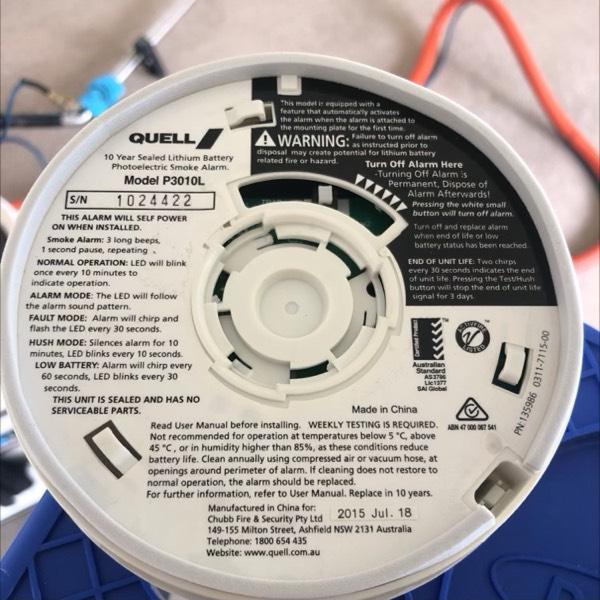 QUELL
10 Year Sealed Lithium Battery
Photoelectric Smoke Alarm.
Model P3010L
S/N 1024422
THIS ALARM WILL SELF POWER
ON WHEN INSTALLED.
Smoke Alarm: 3 long beeps,
1 second pause, repeating.
NORMAL OPERATION: LED will blink
once every 10 minutes to
indicate operation.
ALARM MODE: The LED will follow
the alarm sound pattern.
FAULT MODE: Alarm will chirp and
flash the LED every 30 seconds.
HUSH MODE: Silences alarm for 10
minutes, LED blinks every 10 seconds.
LOW BATTERY: Alarm will chirp every
60 seconds, LED blinks every 30
seconds.
THIS UNIT IS SEALED AND HAS NO
SERVICEABLE PARTS.
This model is equipped with a
feature that automatically activates
the alarm when the alarm is attached to
the mounting plate for the first time.
WARNING: Failure to turn off alarm
as instructed prior to
disposal may create potential for lithium battery
related fire or hazard.
Turn Off Alarm Here
-Turning Off Alarm is
Permanent, Dispose of
Alarm Afterwards!
Pressing the white small
button will turn off alarm.
Turn off and replace alarm
when end of life or low
battery status has been reached.
END OF UNIT LIFE: Two chirps
every 30 seconds indicates the end
of unit life. Pressing the Test/Hush
button will stop the end of unit life
signal for 3 days.
Certified Product
Australian
Standard
AS3786
Lic1377
SAI Global
ACTIVFIRE
LISTED
ABN 47 000 067 541
PN:135986 0311-7115-00
Made in China
Read User Manual before installing. WEEKLY TESTING IS REQUIRED.
Not recommended for operation at temperatures below 5 °C, above
45 °C, or in humidity higher than 85%, as these conditions reduce
battery life. Clean annually using compressed air or vacuum hose, at
openings around perimeter of alarm. If cleaning does not restore to
normal operation, the alarm should be replaced.
For further information, refer to User Manual. Replace in 10 years.
Manufactured in China for:
Chubb Fire & Security Pty Ltd 2015 Jul. 18
149-155 Milton Street, Ashfield NSW 2131 Australia
Telephone: 1800 654 435
Website: www.quell.com.au